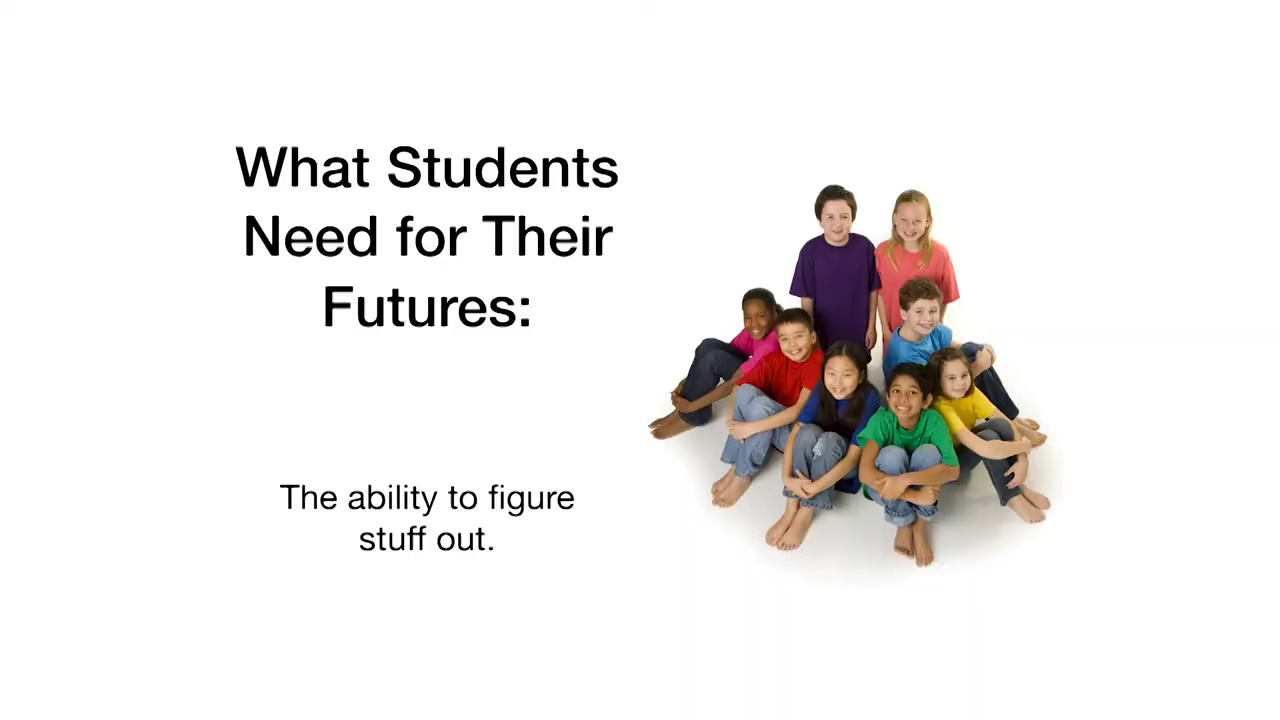 What Students
Need for Their
Futures:
The ability to figure
stuff out.